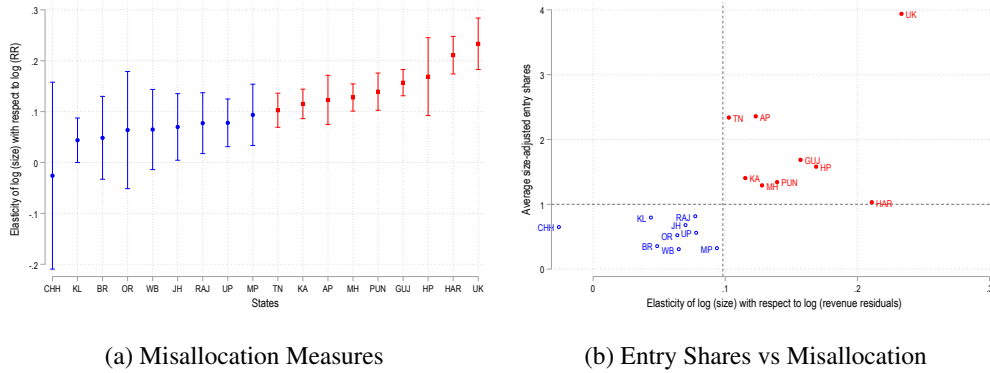 Elasticity of log (size) with respect to log (RR)
.3
.2
.1
0
-.1
-.2
CHH KL BR OR WB JH RAJ UP MP TN KA AP MH PUN GUJ HP HAR UK
States
(a) Misallocation Measures
Average size-adjusted entry shares
4
3
2
1
0
UK
TN
AP
GUJ
HP
KA
MH
PUN
HAR
KL
RAJ
CHH
JH
OR
UP
BR
WB
MP
0 .1 .2
Elasticity of log (size) with respect to log (revenue residuals)
(b) Entry Shares vs Misallocation